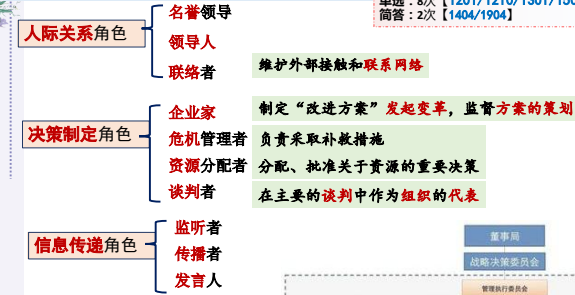 单选：8次【1201/1210/1301/150
简答：2次【1404/1904】
人际关系角色
名誉领导
领导人
联络者 维护外部接触和联系网络
决策制定角色
企业家 制定“改进方案”发起变革，监督方案的策划
危机管理者 负责采取补救措施
资源分配者 分配、批准关于资源的重要决策
谈判者 在主要的谈判中作为组织的代表
信息传递角色
监听者
传播者
发言人
董事局
战略决策委员会
管理执行委员会